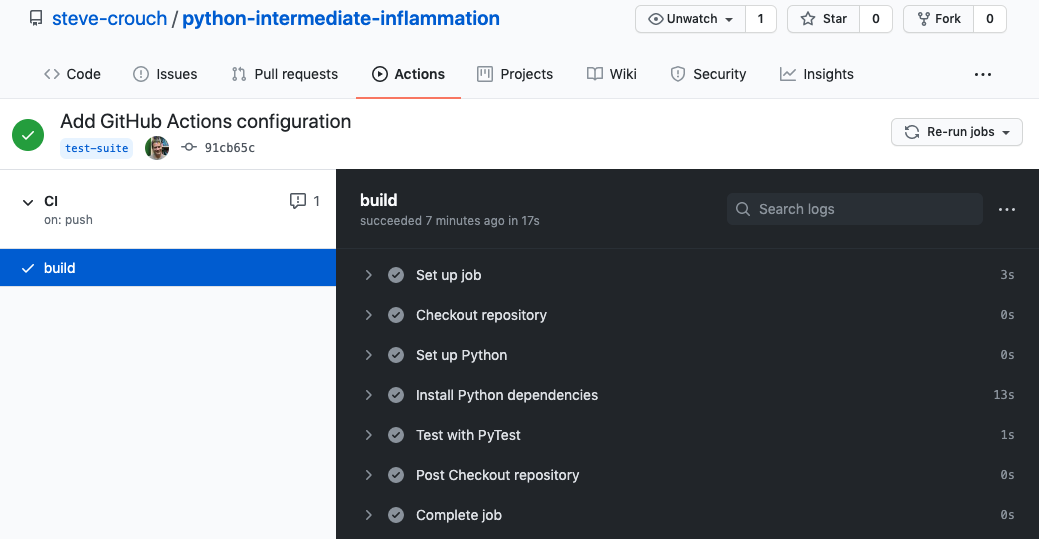 steve-crouch / python-intermediate-inflammation
Unwatch 1 Star 0 Fork 0
Code Issues Pull requests Actions Projects Wiki Security Insights ...
Add GitHub Actions configuration
test-suite 91cb65c
Re-run jobs
CI 1
on: push
build
build
succeeded 7 minutes ago in 17s
Search logs
Set up job 3s
Checkout repository 0s
Set up Python 0s
Install Python dependencies 13s
Test with PyTest 1s
Post Checkout repository 0s
Complete job 0s